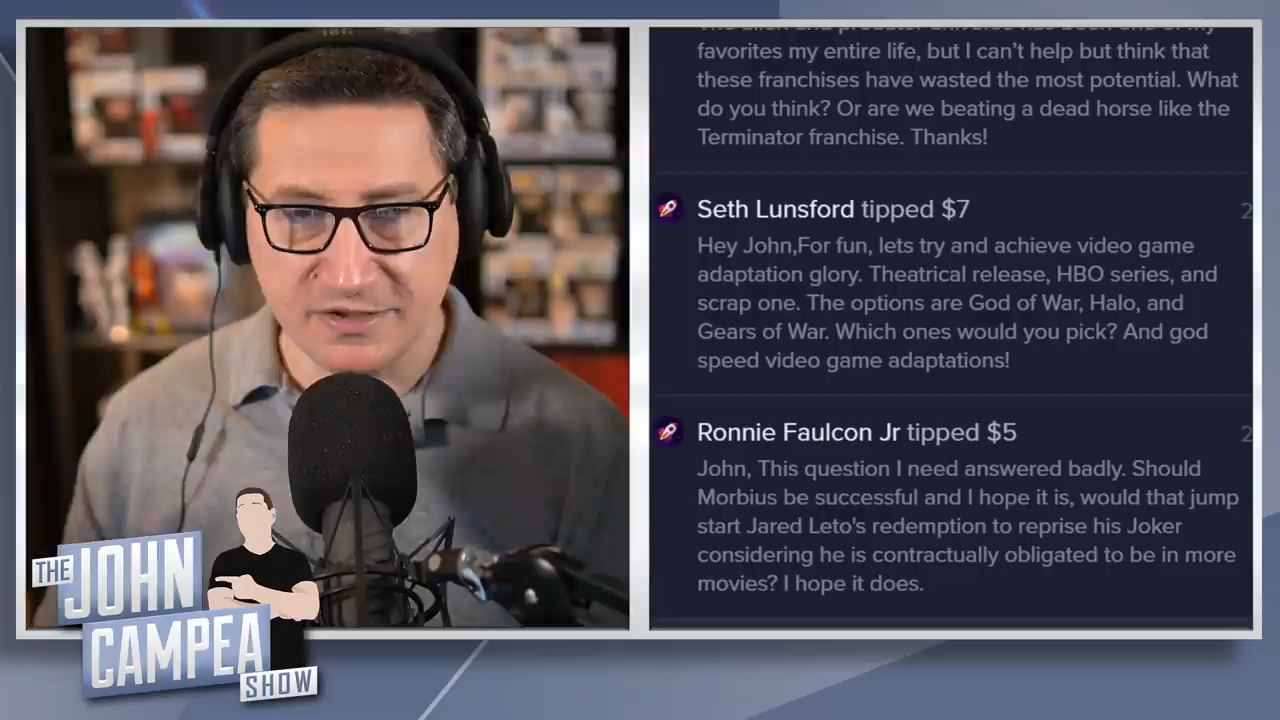 favorites my entire life, but I can't help but think that
these franchises have wasted the most potential. What
do you think? Or are we beating a dead horse like the
Terminator franchise. Thanks!
Seth Lunsford tipped $7
2
Hey John,For fun, lets try and achieve video game
adaptation glory. Theatrical release, HBO series, and
scrap one. The options are God of War, Halo, and
Gears of War. Which ones would you pick? And god
speed video game adaptations!
Ronnie Faulcon Jr tipped $5
2
John, This question I need answered badly. Should
Morbius be successful and I hope it is, would that jump
start Jared Leto's redemption to reprise his Joker
considering he is contractually obligated to be in more
movies? I hope it does.
THE JOHN
CAMPEA
SHOW